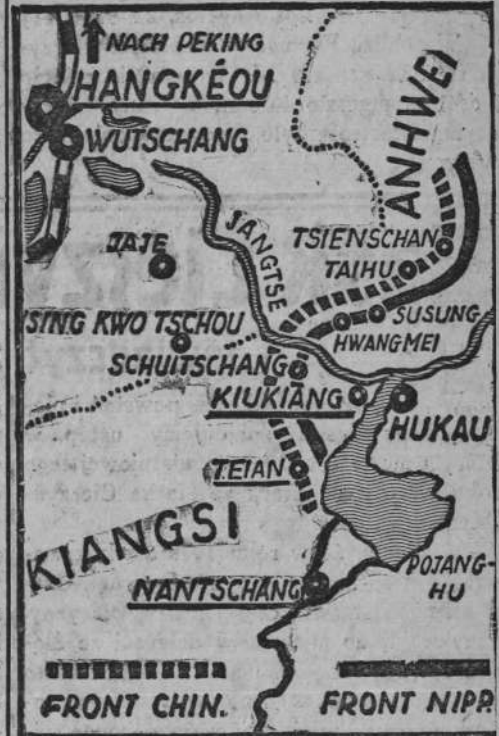 NACH PEKING
HANGKÉOU
WUTSCHANG
ANHWEI
JAJE
JANGTSE
TSIENSCHAN
TAIHU
SUSUNG
SING KWO TSCHOU
HWANGMEI
SCHUITSCHANG
KIUKIANG
HUKAU
TEIAN
KIANGSI
POJANG-
HU
NANTSCHANG
FRONT CHIN.
FRONT NIPP.